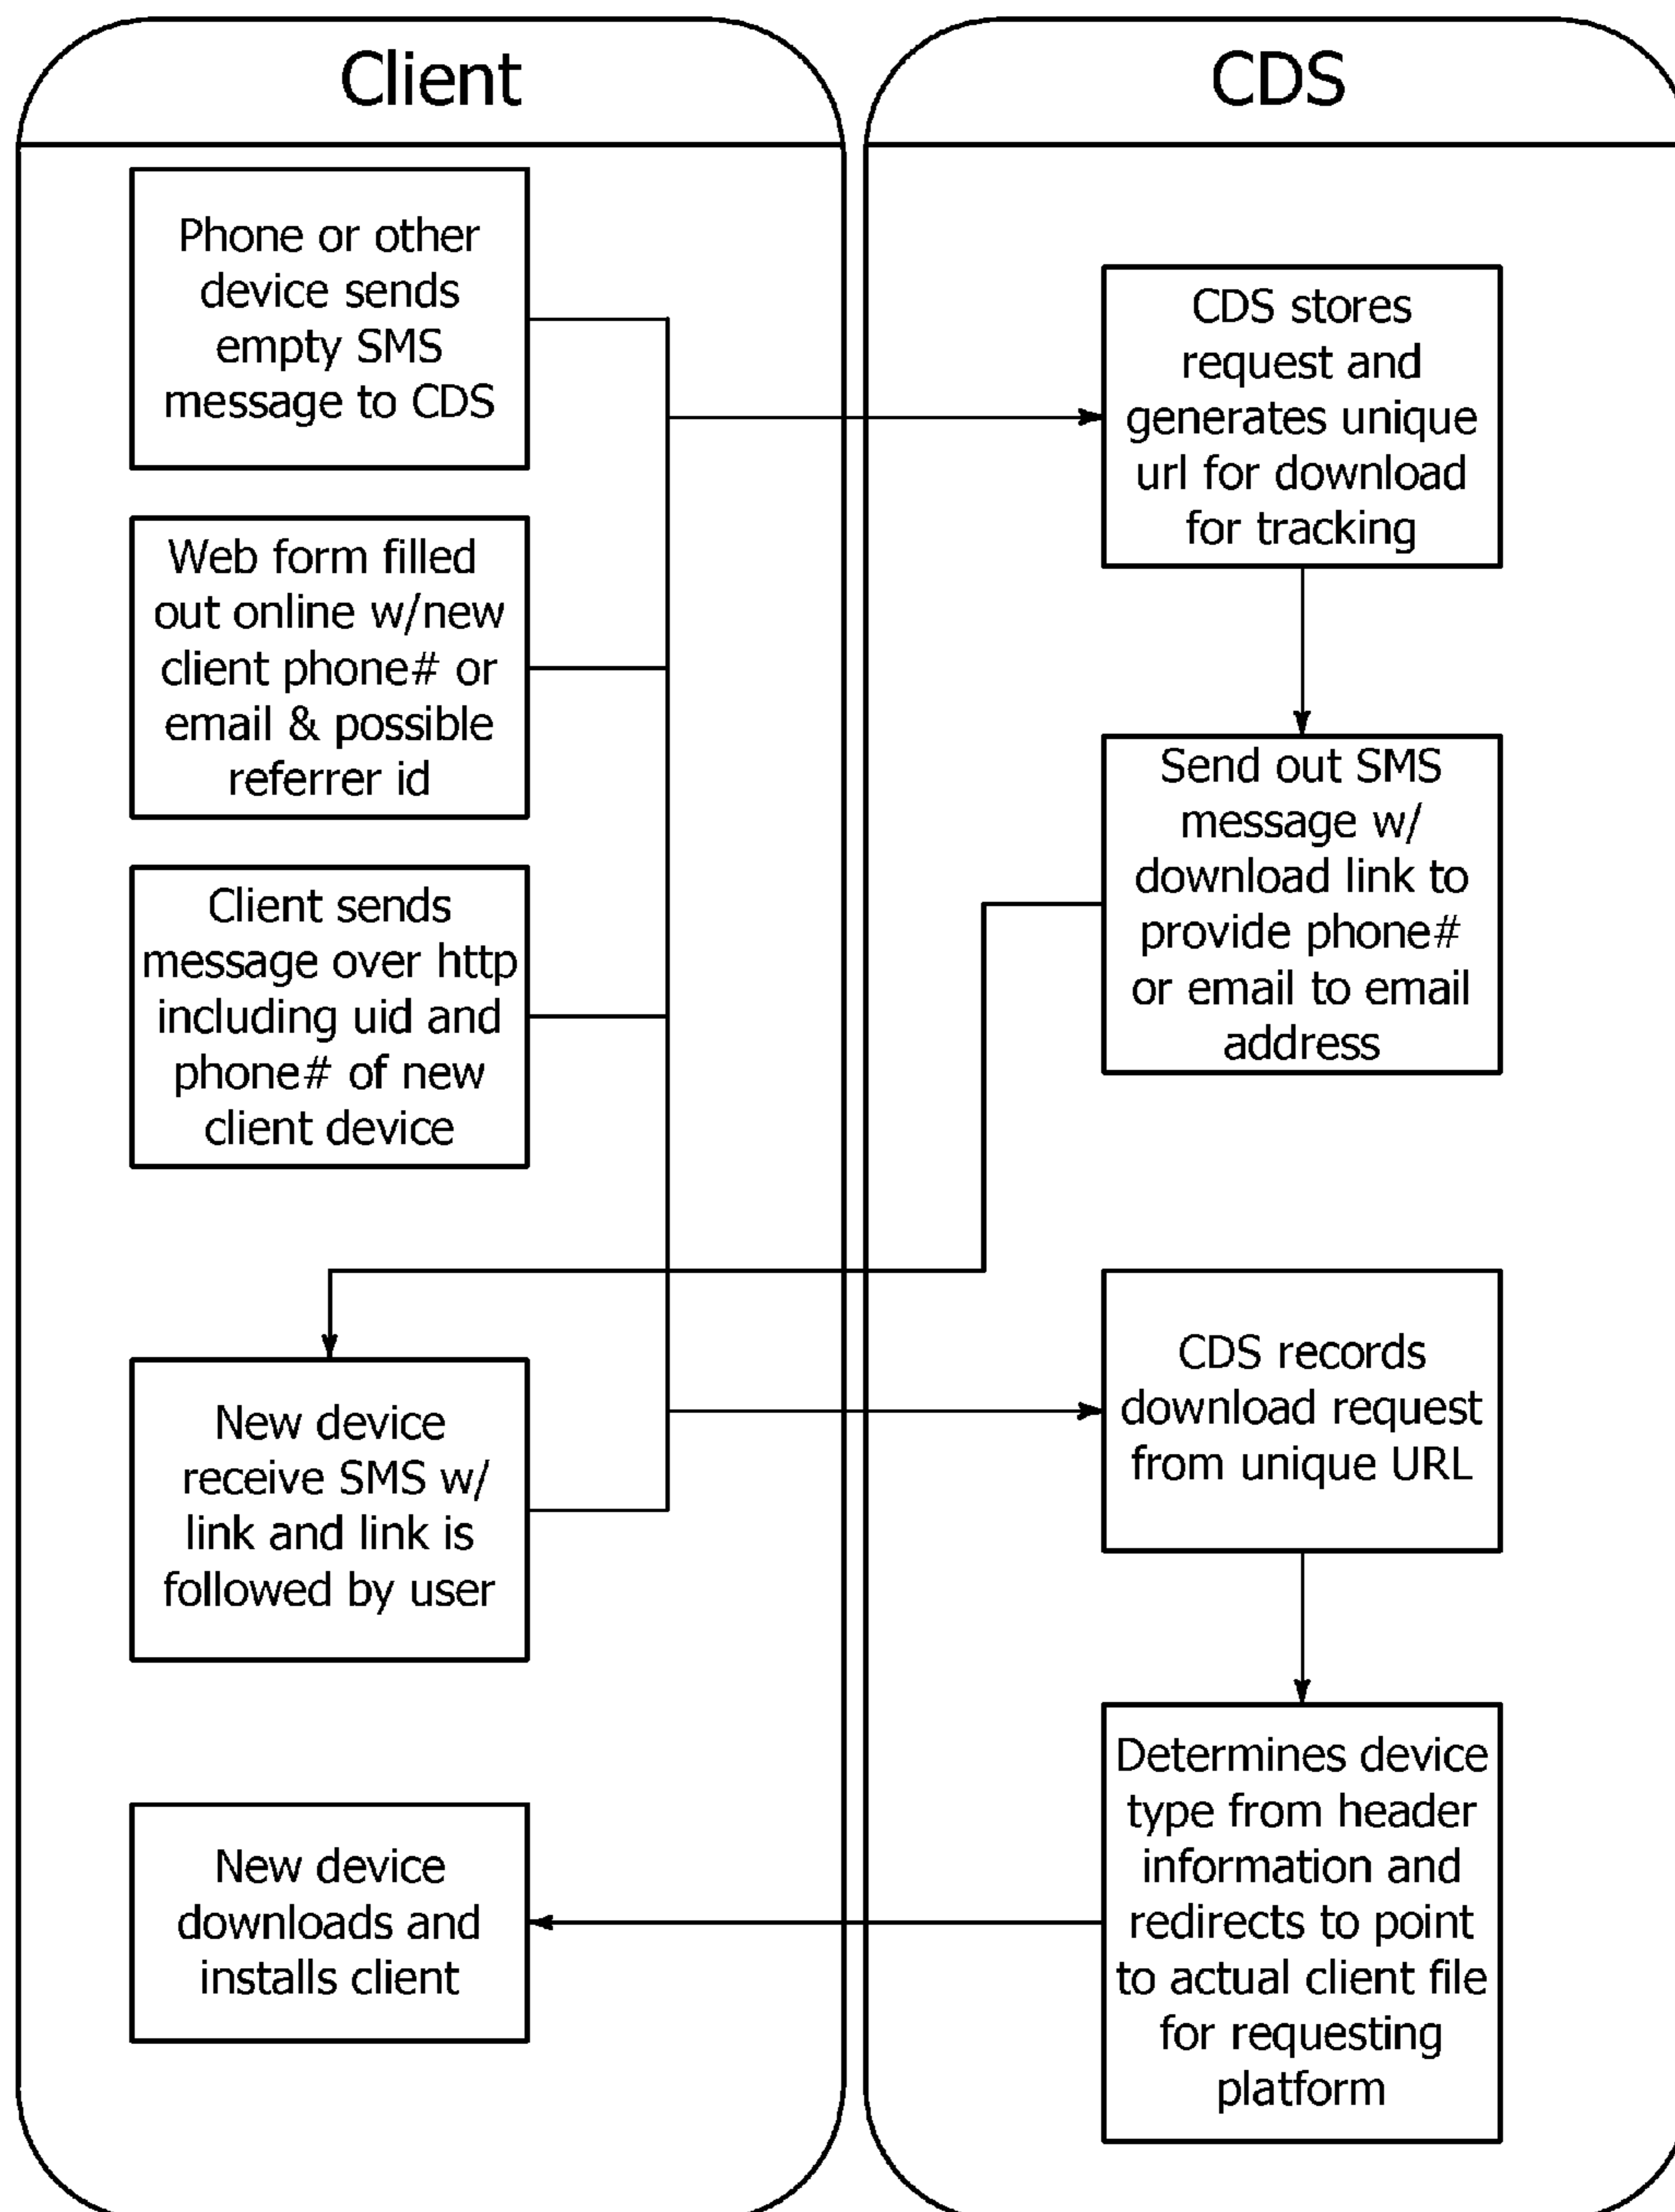 Client
Phone or other
device sends
empty SMS
message to CDS
Web form filled
out online w/new
client phone# or
email & possible
referrer id
Client sends
message over http
including uid and
phone# of new
client device
New device
receive SMS w/
link and link is
followed by user
New device
downloads and
installs client
CDS
CDS stores
request and
generates unique
url for download
for tracking
Send out SMS
message w/
download link to
provide phone#
or email to email
address
CDS records
download request
from unique URL
Determines device
type from header
information and
redirects to point
to actual client file
for requesting
platform